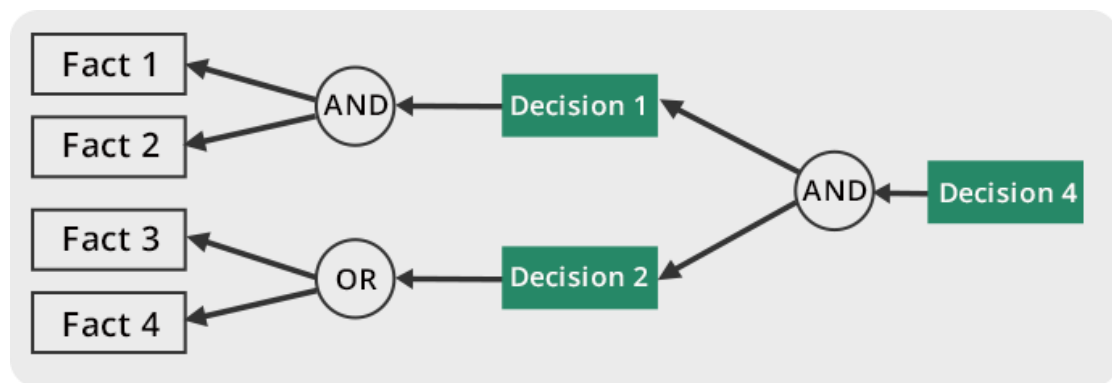 Fact 1
Fact 2
AND
Decision 1
AND
Decision 4
Fact 3
Fact 4
OR
Decision 2